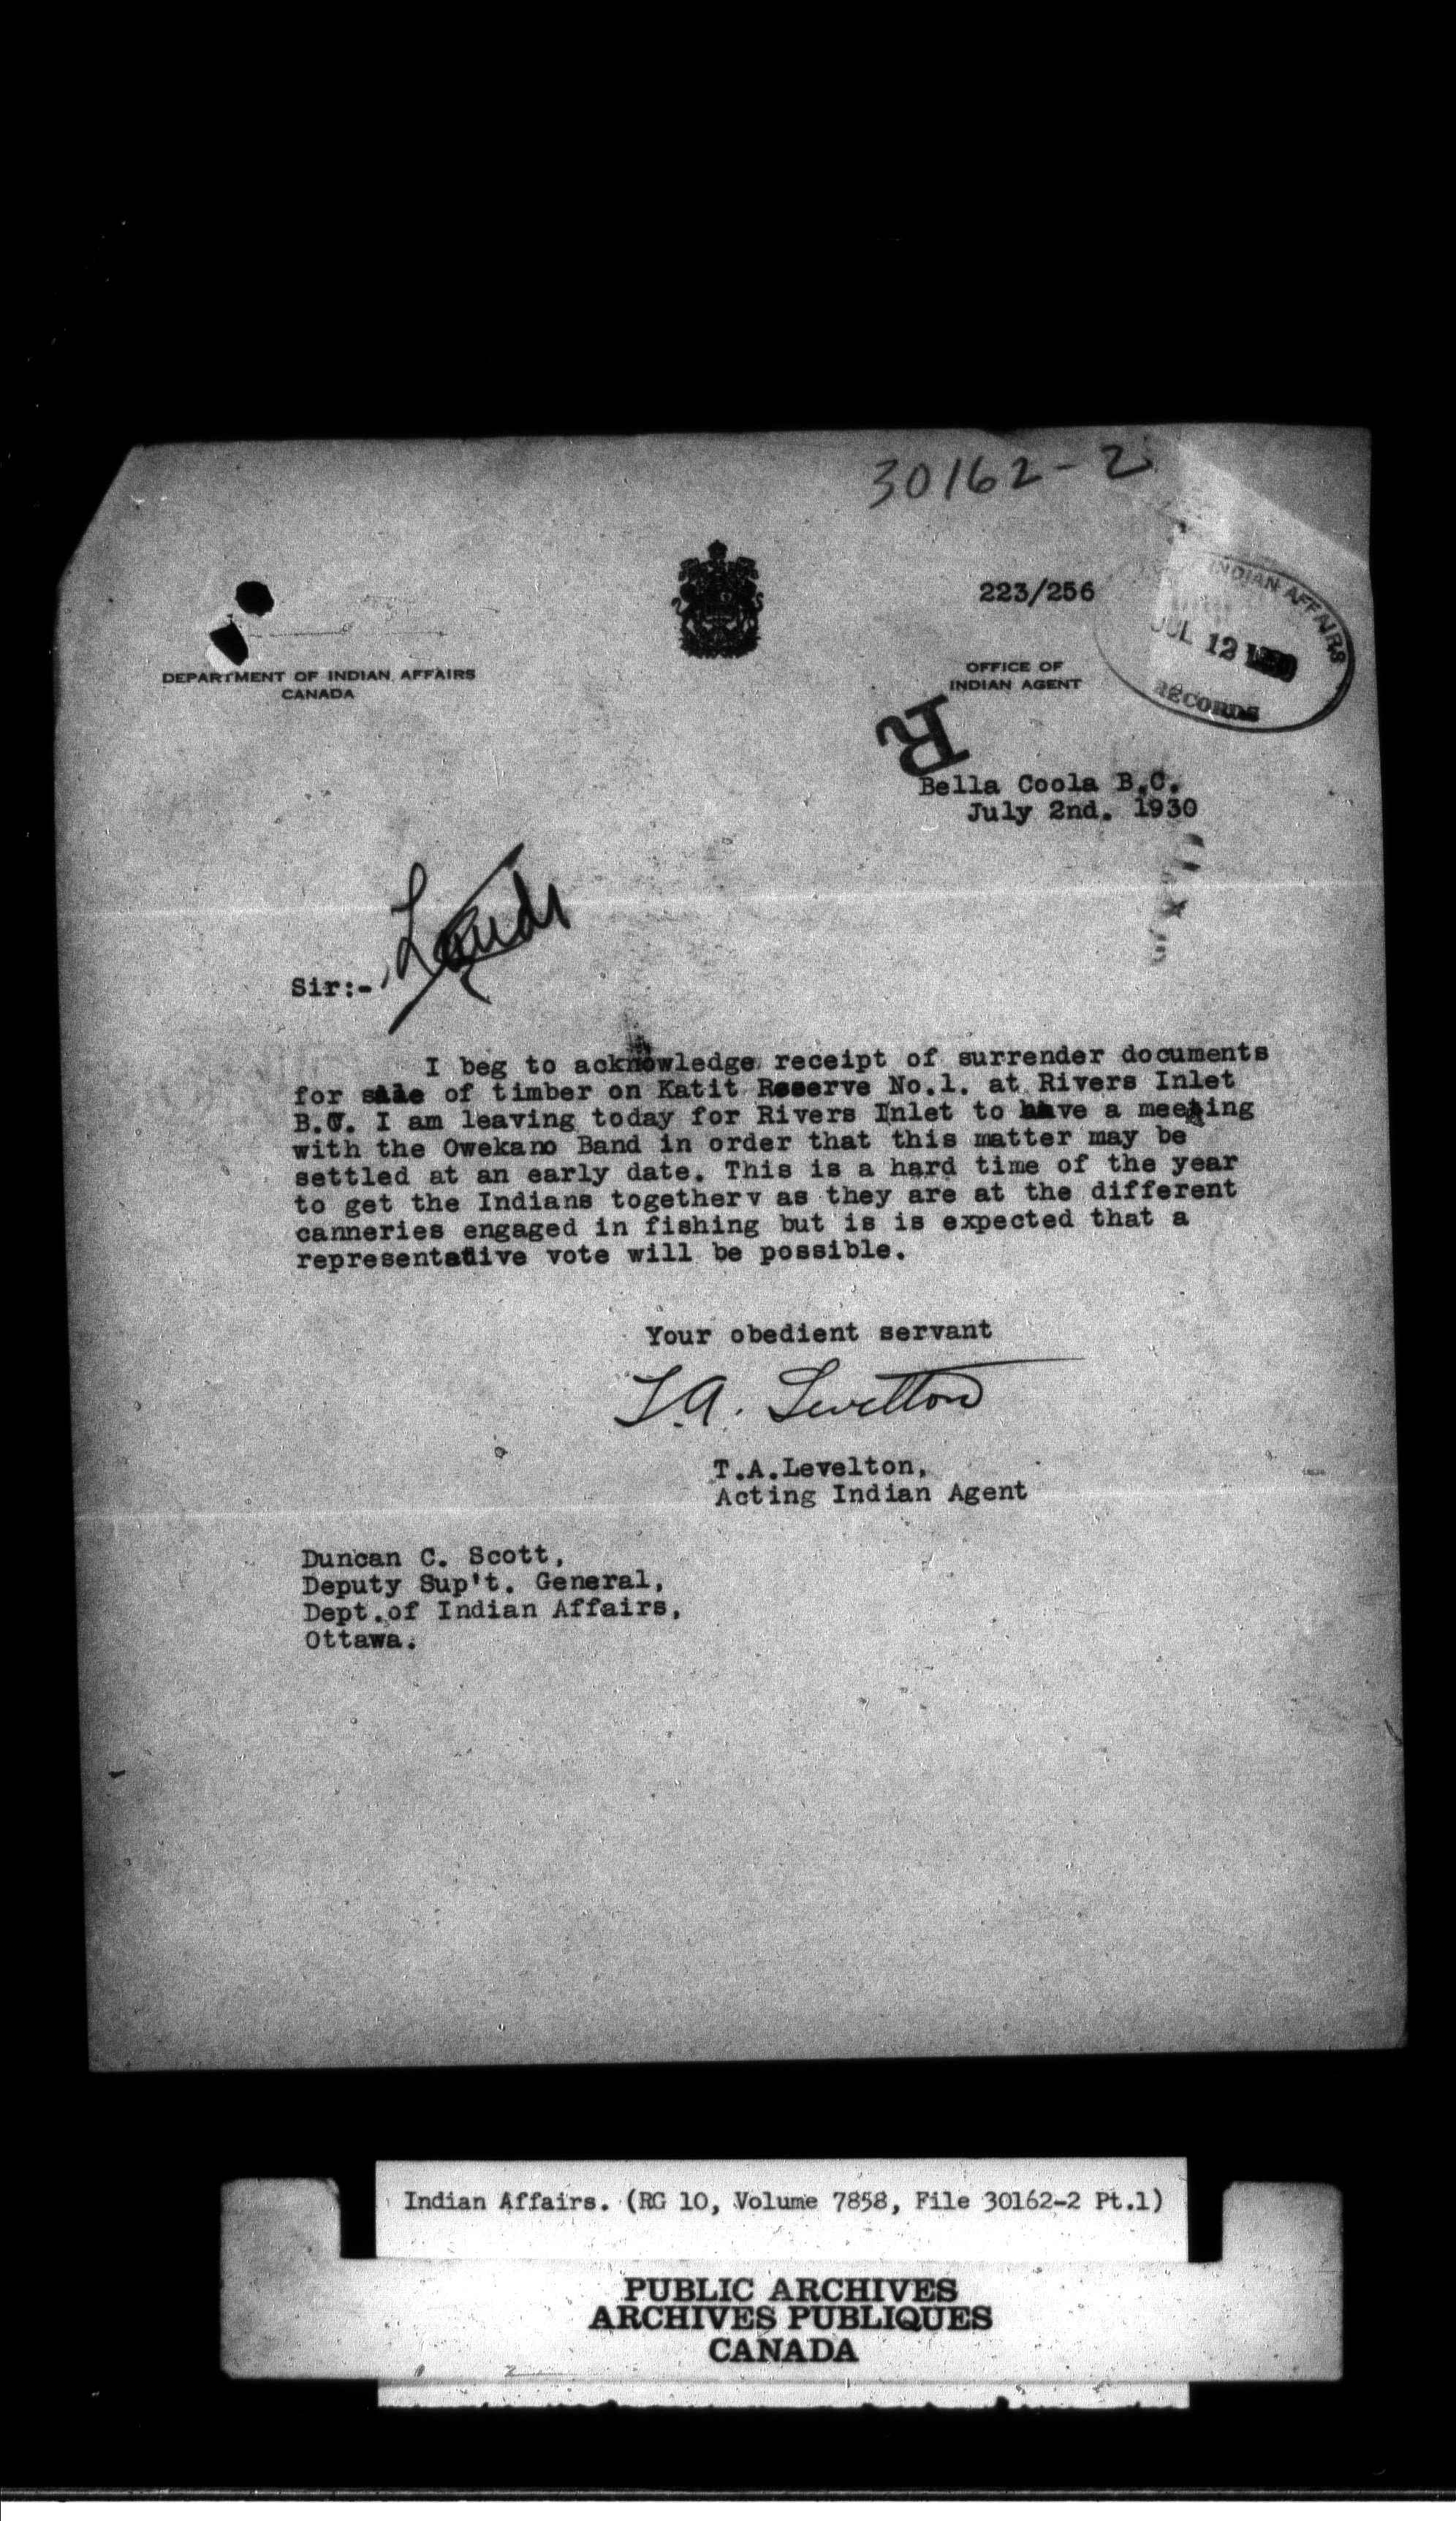 30162-2
223/256
INDIAN AFFAIRS
JUL 12 1930
RECORDS
DEPARTMENT OF INDIAN AFFAIRS
CANADA
OFFICE OF
INDIAN AGENT
R
Bella Coola B.C.
July 2nd. 1930
Lands
Sir:-
I beg to acknowledge receipt of surrender documents
for sale of timber on Katit Reserve No.1. at Rivers Inlet
B.C. I am leaving today for Rivers Inlet to have a meeting
with the Owekano Band in order that this matter may be
settled at an early date. This is a hard time of the year
to get the Indians togetherv as they are at the different
canneries engaged in fishing but is is expected that a
representative vote will be possible.
Your obedient servant
T.A. Levelton
T.A.Levelton,
Acting Indian Agent
Duncan C. Scott,
Deputy Sup't. General,
Dept.of Indian Affairs,
Ottawa.
Indian Affairs. (RG 10, Volume 7858, File 30162-2 Pt.1)
PUBLIC ARCHIVES
ARCHIVES PUBLIQUES
CANADA